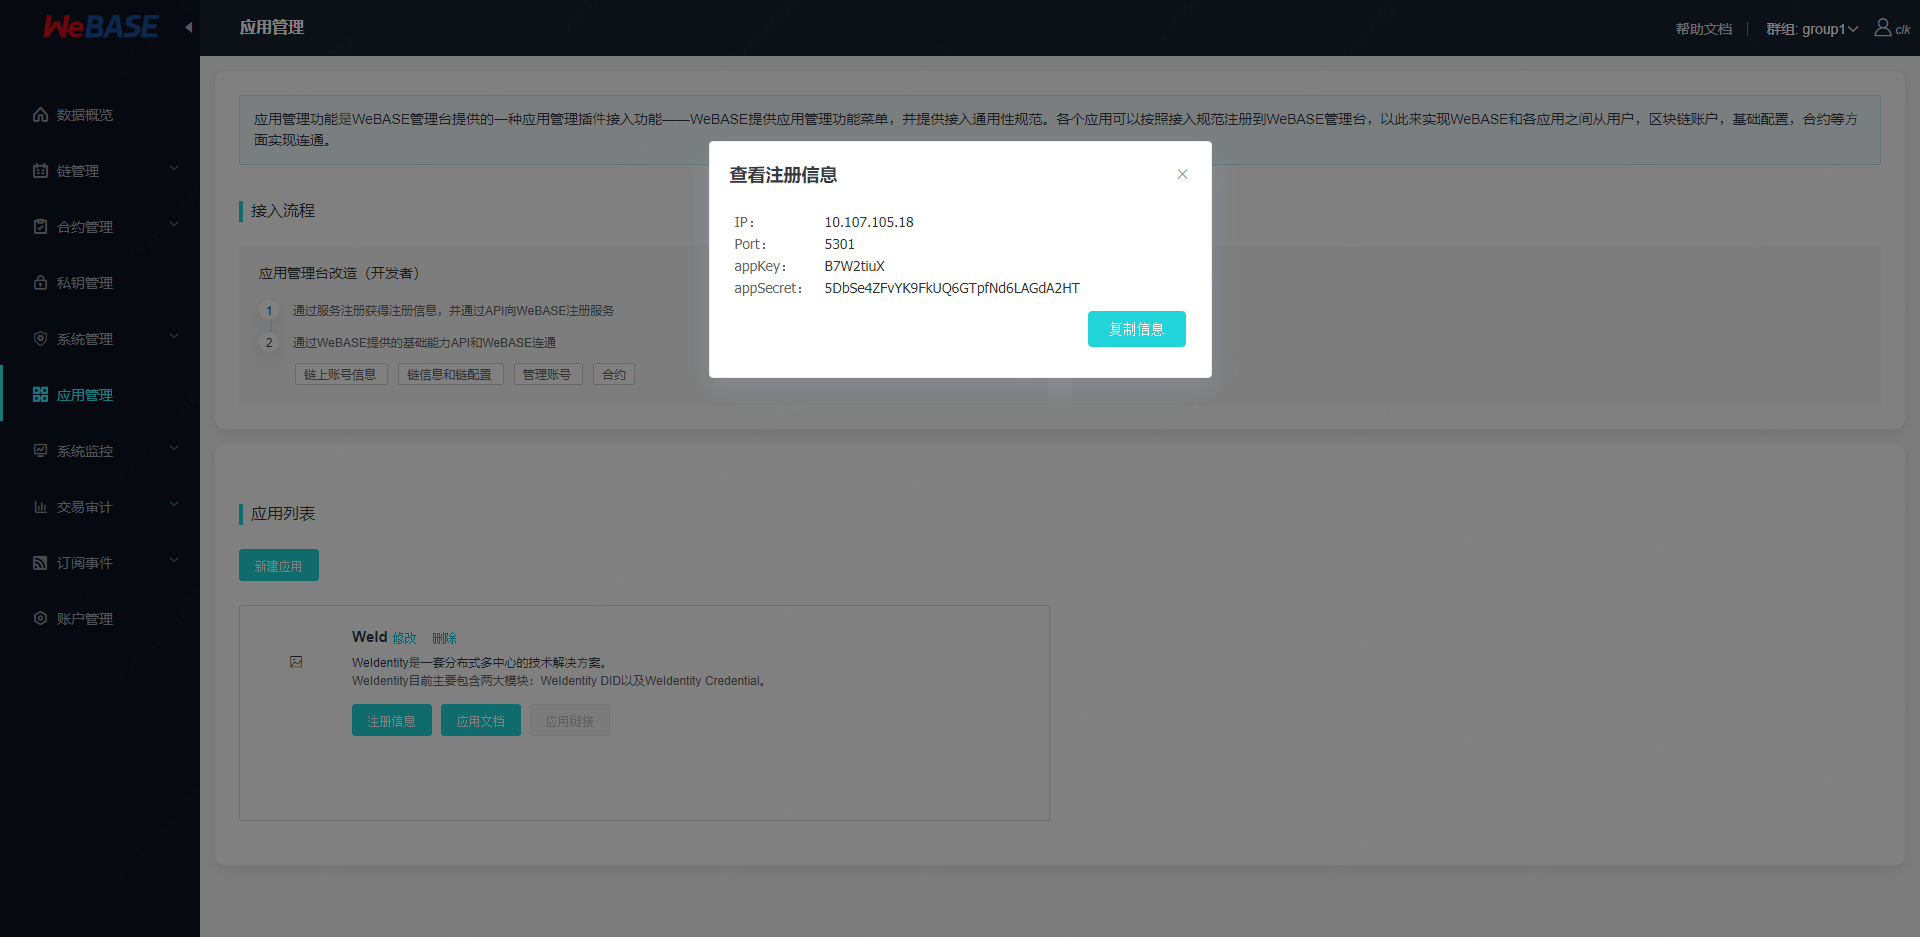 WeBASE
应用管理
帮助文档
群组: group1
clk
数据概览
链管理
合约管理
私钥管理
系统管理
应用管理
系统监控
交易审计
订阅事件
账户管理
应用管理功能是WeBASE管理台提供的一种应用管理插件接入功能——WeBASE提供应用管理功能菜单，并提供接入通用性规范。各个应用可以按照接入规范注册到WeBASE管理台，以此来实现WeBASE和各应用之间从用户，区块链账户，基础配置，合约等方
面实现连通。
接入流程
应用管理台改造（开发者）
1 通过服务注册获得注册信息，并通过API向WeBASE注册服务
2 通过WeBASE提供的基础能力API和WeBASE连通
链上账号信息 链信息和链配置 管理账号 合约
查看注册信息
IP： 10.107.105.18
Port： 5301
appKey： B7W2tiuX
appSecret： 5DbSe4ZFvYK9FkUQ6GTpfNd6LAGdA2HT
复制信息
应用列表
新建应用
WeId 修改 删除
WeIdentity是一套分布式多中心的技术解决方案。
WeIdentity目前主要包含两大模块：WeIdentity DID以及WeIdentity Credential。
注册信息 应用文档 应用链接